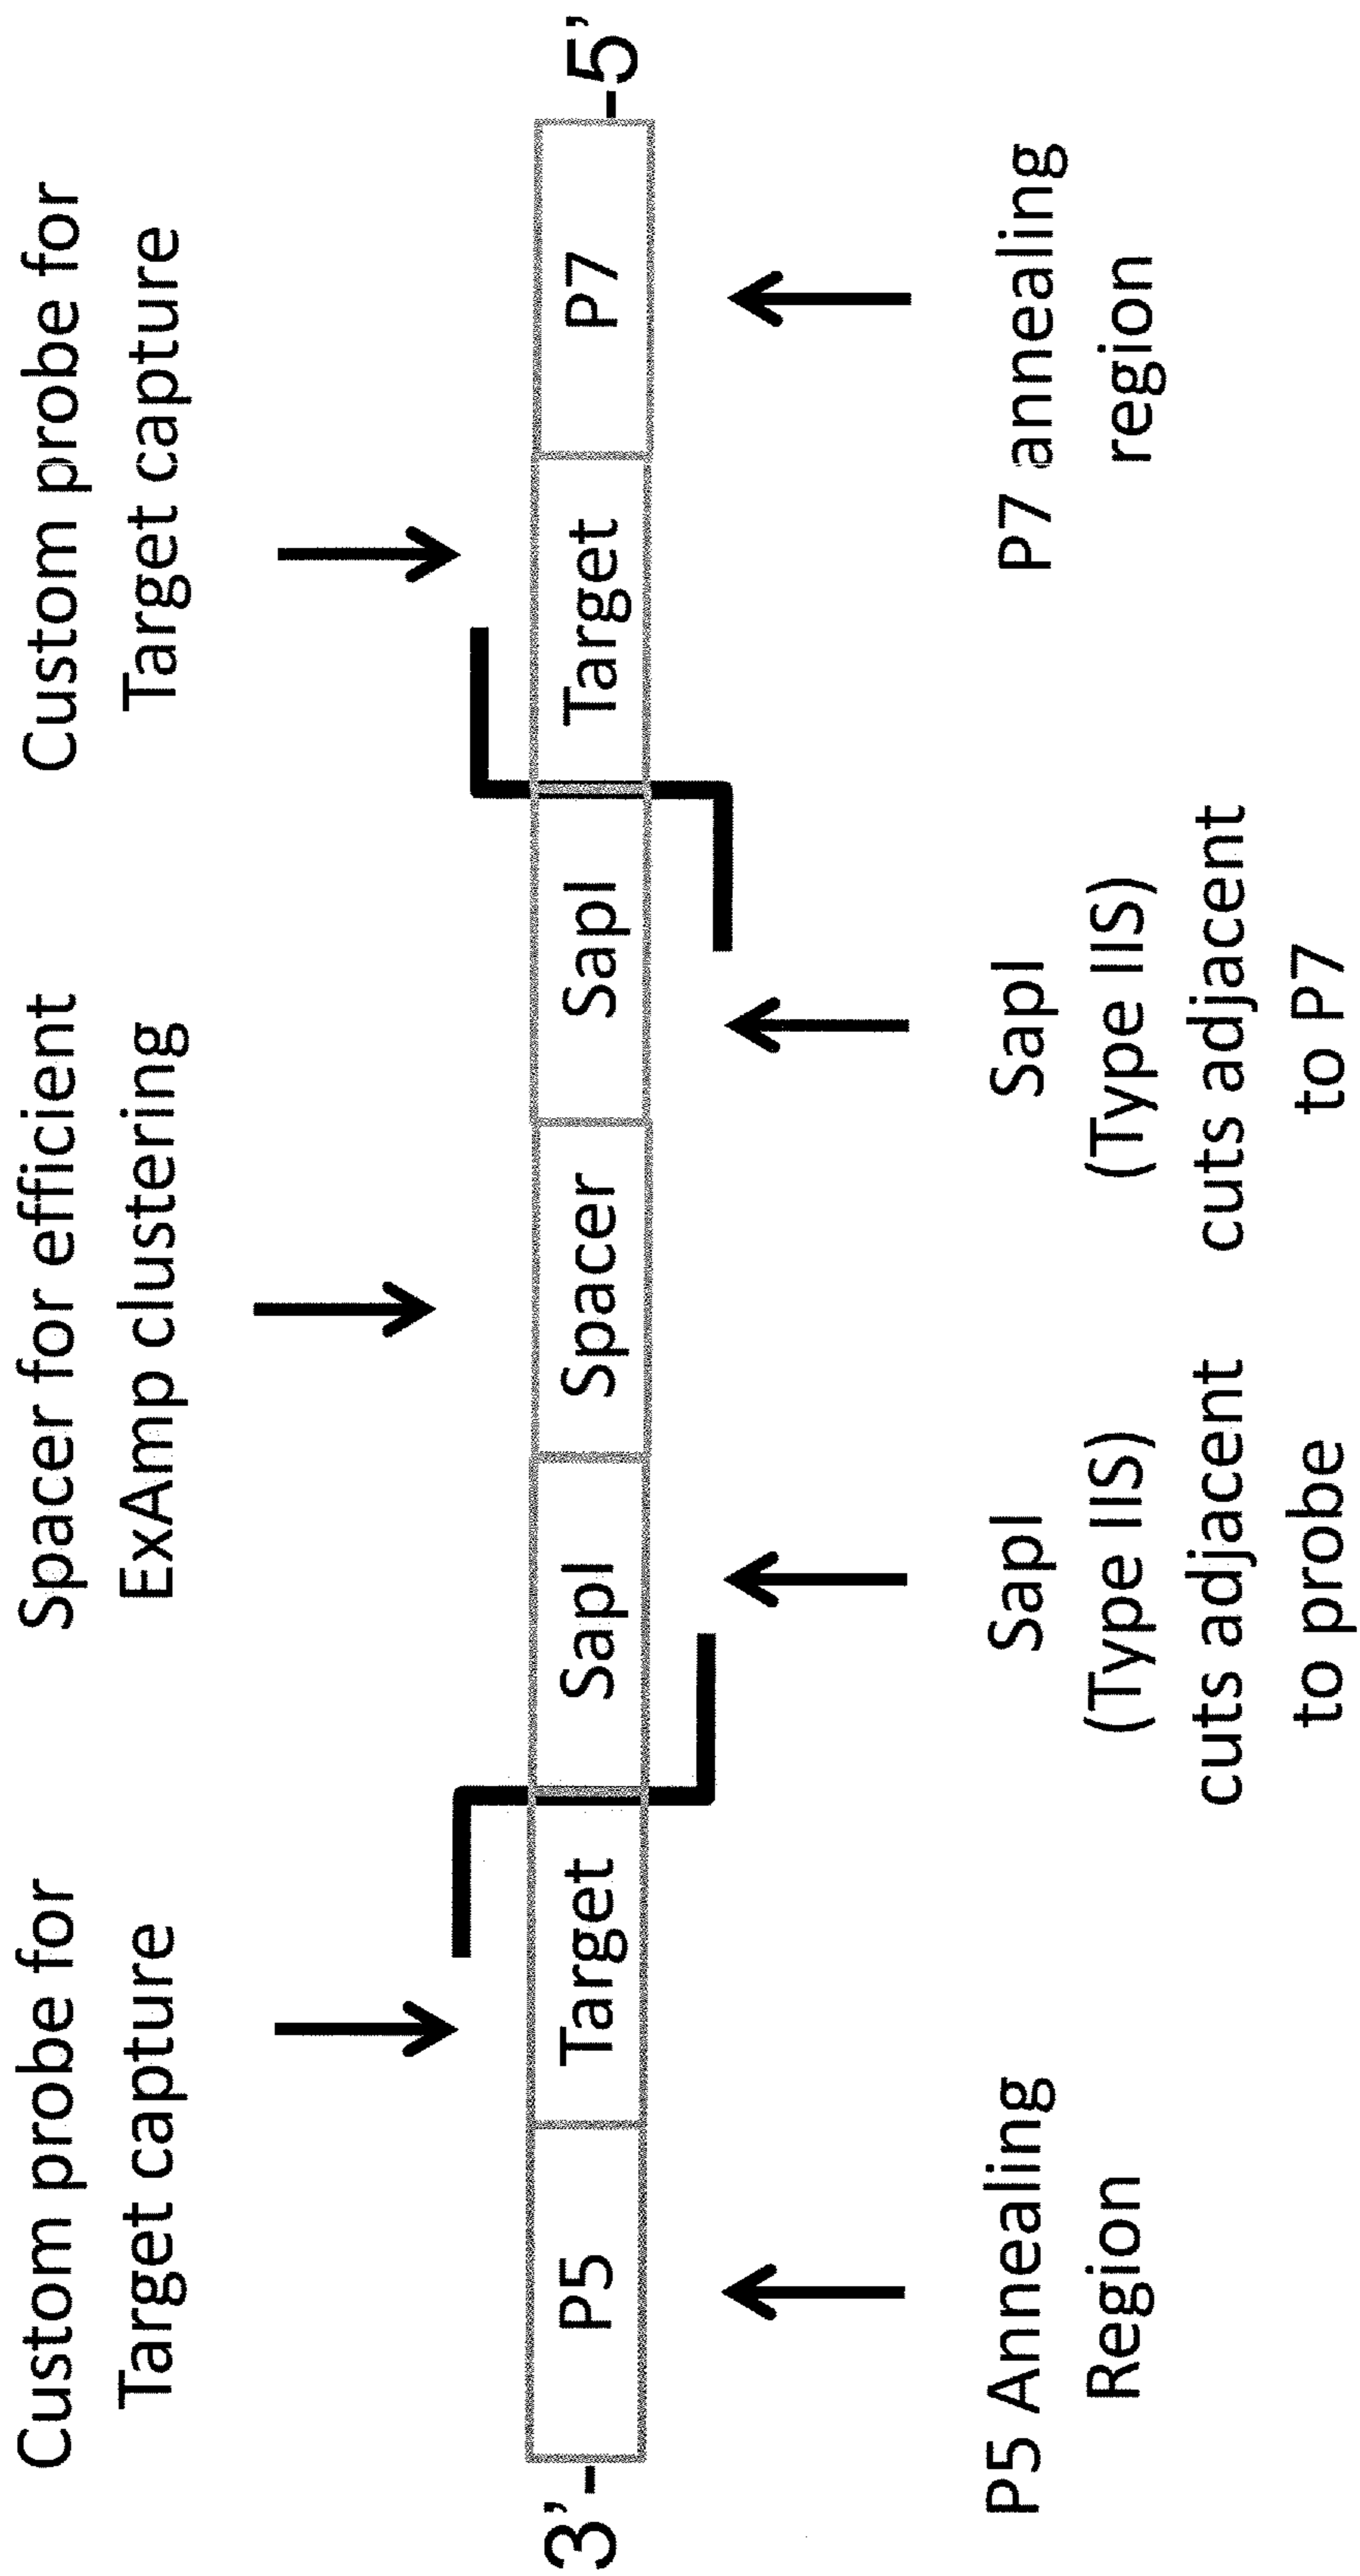 Custom probe for
Target capture
Spacer for efficient
ExAmp clustering
Custom probe for
Target capture
3’-
P5
Target
SapI
Spacer
SapI
Target
P7
-5’
P5 Annealing
Region
SapI
(Type IIS)
cuts adjacent
to probe
SapI
(Type IIS)
cuts adjacent
to P7
P7 annealing
region